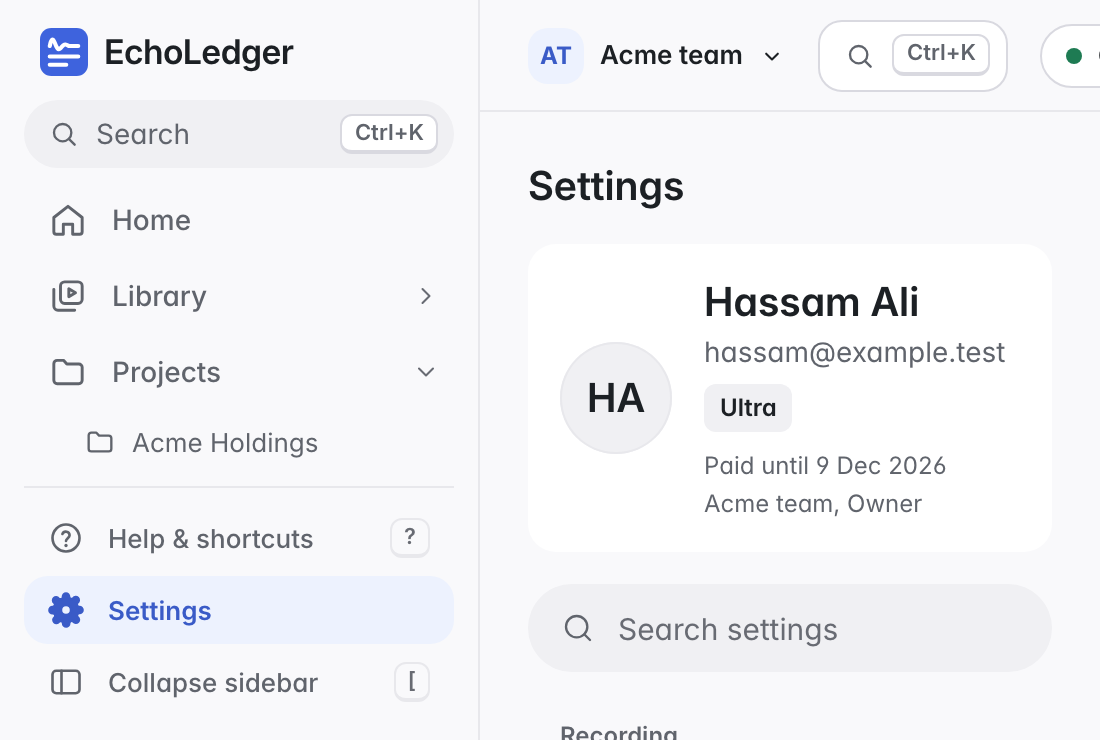 EchoLedger
Search Ctrl+K
Home
Library
Projects
Acme Holdings
Help & shortcuts ?
Settings
Collapse sidebar [
AT Acme team Ctrl+K
Settings
HA
Hassam Ali
hassam@example.test
Ultra
Paid until 9 Dec 2026
Acme team, Owner
Search settings
Recording